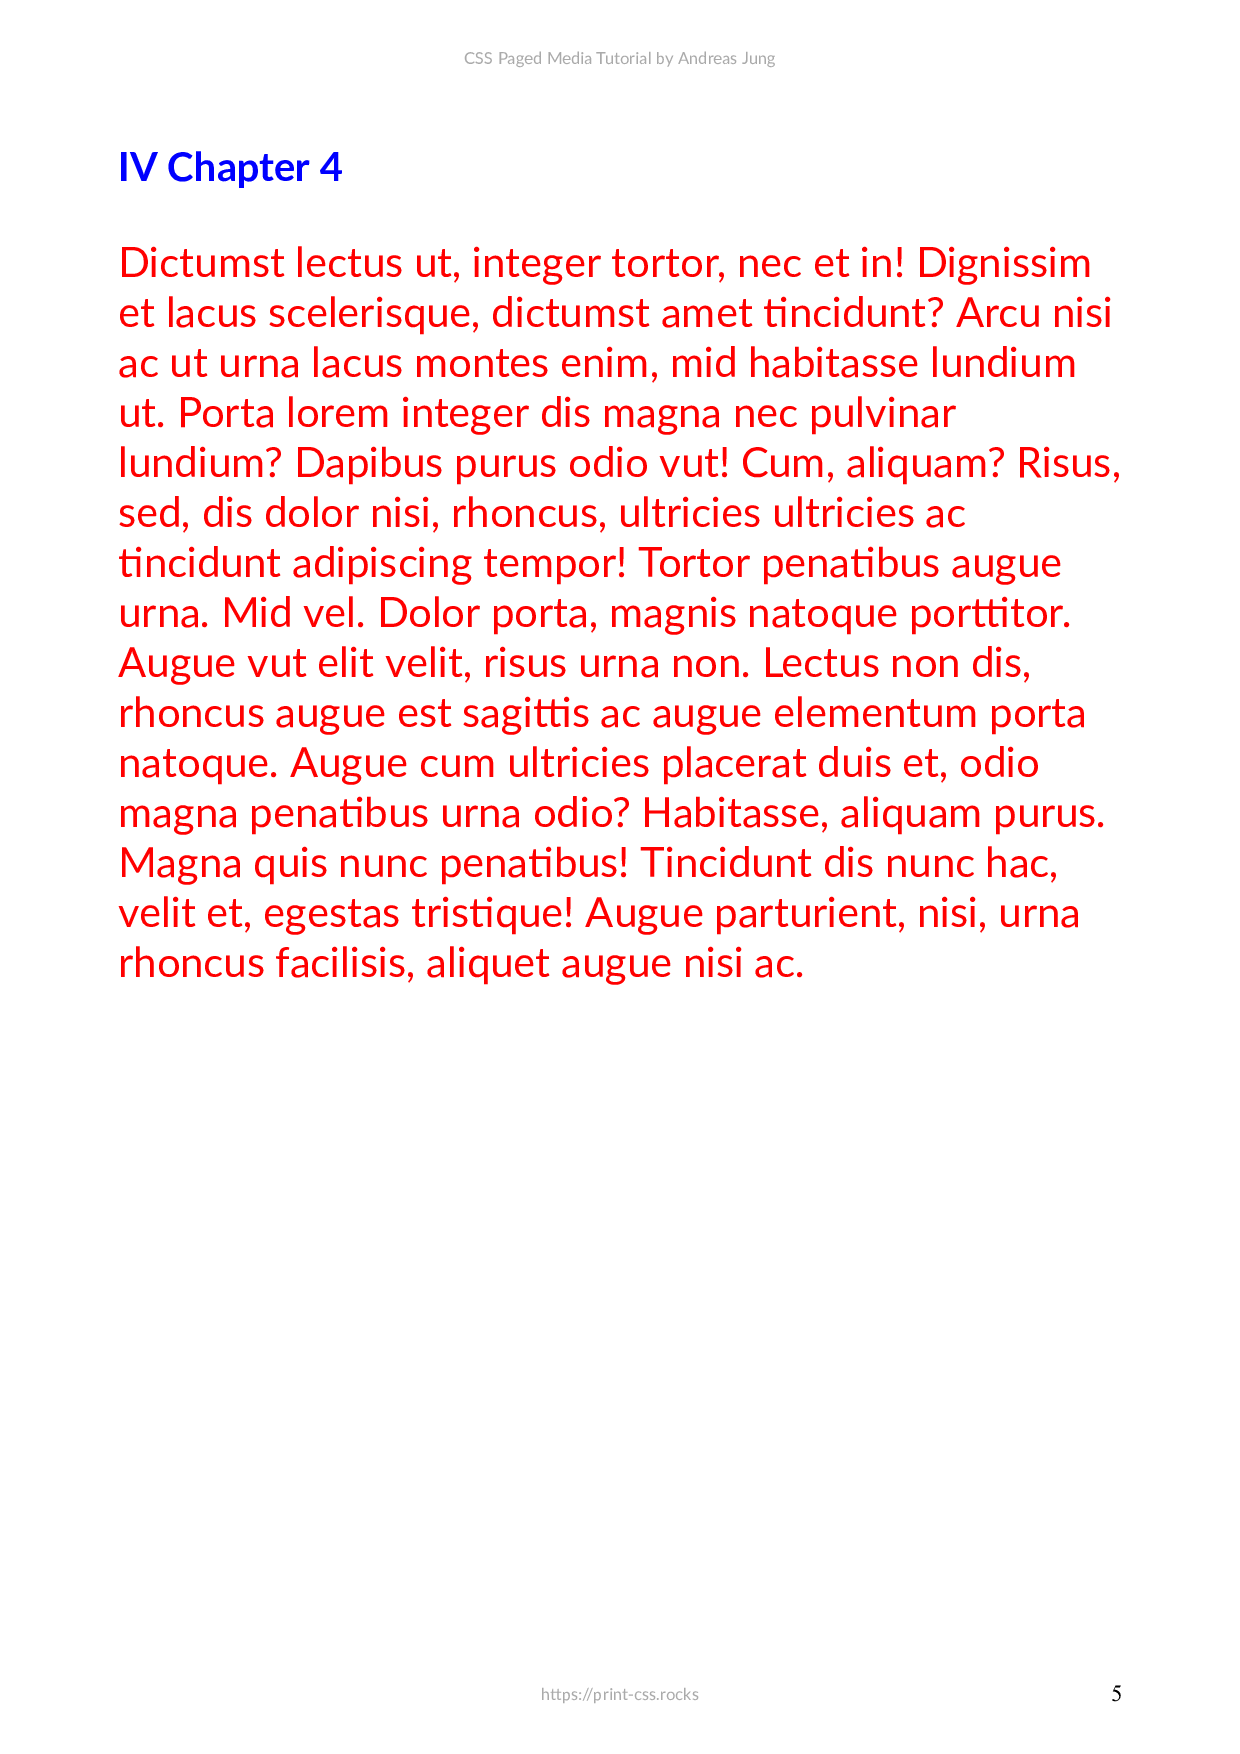 CSS Paged Media Tutorial by Andreas Jung
IV Chapter 4
Dictumst lectus ut, integer tortor, nec et in! Dignissim
et lacus scelerisque, dictumst amet tincidunt? Arcu nisi
ac ut urna lacus montes enim, mid habitasse lundium
ut. Porta lorem integer dis magna nec pulvinar
lundium? Dapibus purus odio vut! Cum, aliquam? Risus,
sed, dis dolor nisi, rhoncus, ultricies ultricies ac
tincidunt adipiscing tempor! Tortor penatibus augue
urna. Mid vel. Dolor porta, magnis natoque porttitor.
Augue vut elit velit, risus urna non. Lectus non dis,
rhoncus augue est sagittis ac augue elementum porta
natoque. Augue cum ultricies placerat duis et, odio
magna penatibus urna odio? Habitasse, aliquam purus.
Magna quis nunc penatibus! Tincidunt dis nunc hac,
velit et, egestas tristique! Augue parturient, nisi, urna
rhoncus facilisis, aliquet augue nisi ac.
https://print-css.rocks
5